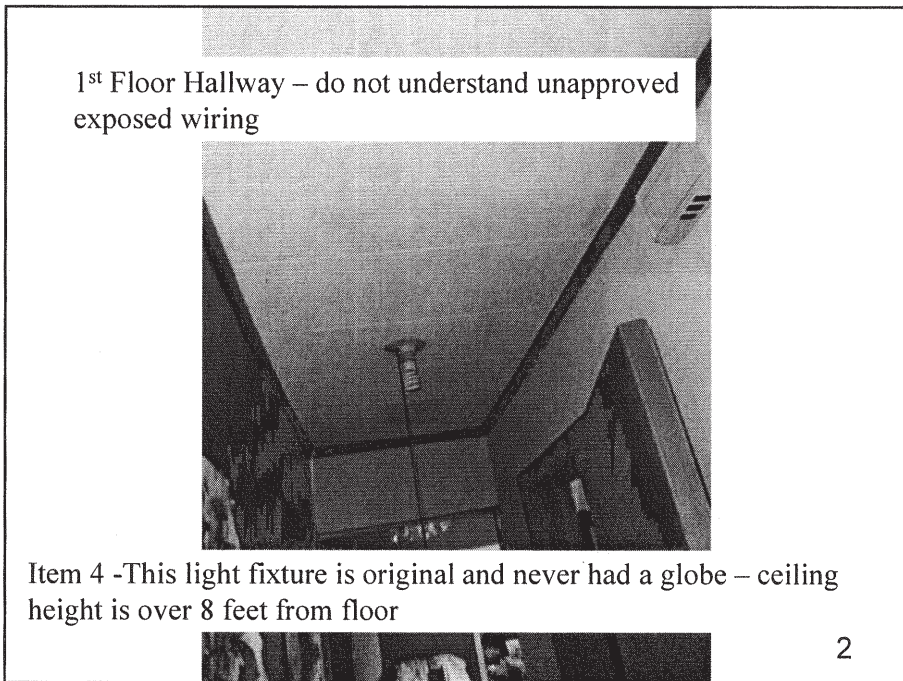 1st Floor Hallway – do not understand unapproved
exposed wiring
Item 4 -This light fixture is original and never had a globe – ceiling
height is over 8 feet from floor
2